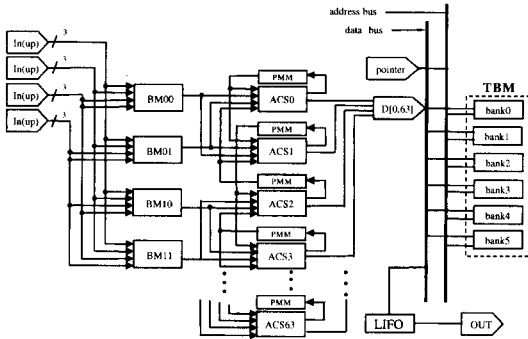 address bus
data bus
In(up)
3
In(up)
3
In(up)
3
In(up)
3
pointer
TBM
PMM
BM00
ACS0
D[0,63]
bank0
PMM
BM01
ACS1
bank1
bank2
PMM
BM10
ACS2
bank3
bank4
PMM
BM11
ACS3
bank5
PMM
ACS63
LIFO
OUT